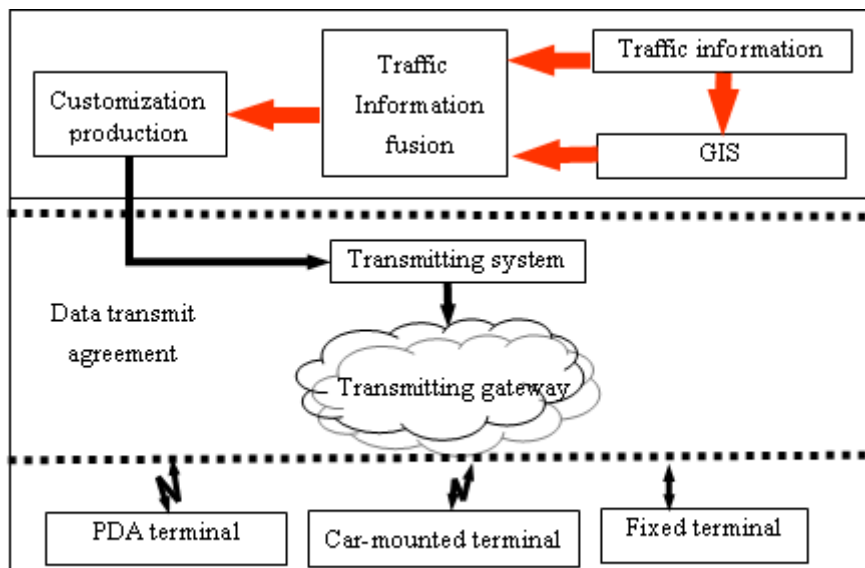 Traffic information
Traffic
Information
fusion
Customization
production
GIS
Transmitting system
Data transmit
agreement
Transmitting gateway
PDA terminal
Car-mounted terminal
Fixed terminal